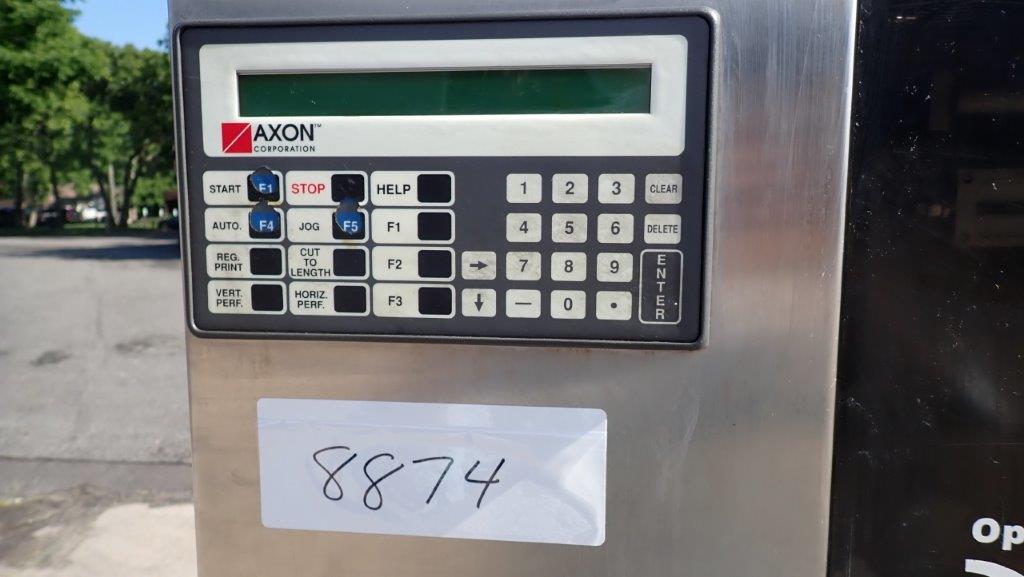 AXON™
CORPORATION
START F1 STOP HELP 1 2 3 CLEAR
AUTO. F4 JOG F5 F1 4 5 6 DELETE
REG. PRINT CUT TO LENGTH F2 → 7 8 9 ENTER
VERT. PERF. HORIZ. PERF. F3 ↓ — 0 •
8874
Op